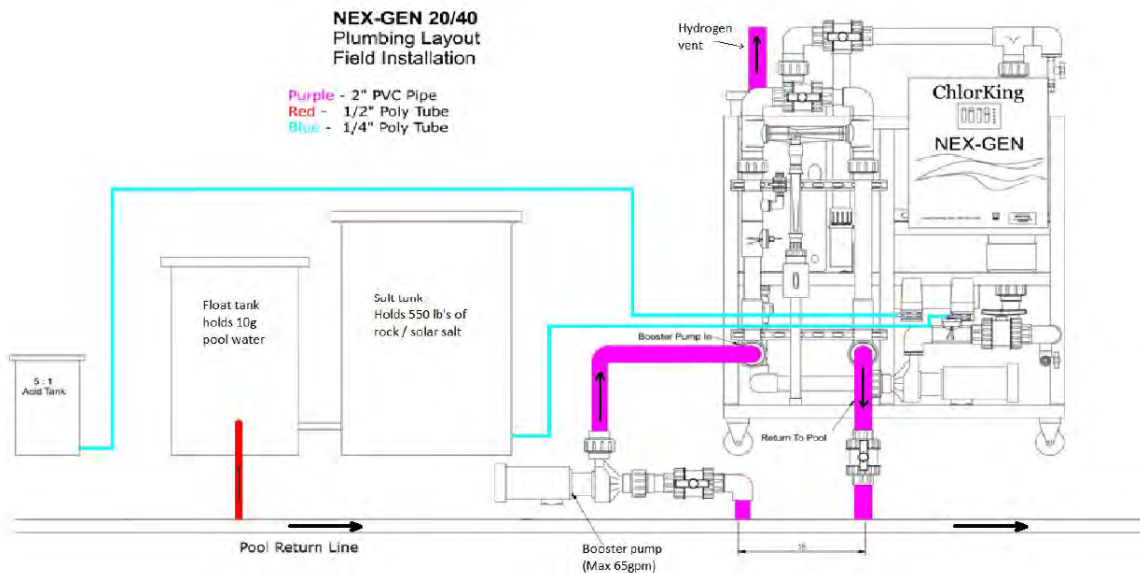 NEX-GEN 20/40
Plumbing Layout
Field Installation
Purple - 2" PVC Pipe
Red - 1/2" Poly Tube
Blue - 1/4" Poly Tube
Hydrogen
vent
ChlorKing
NEX-GEN
Float tank
holds 10g
pool water
Salt tank
Holds 550 lb's of
rock / solar salt
5 : 1
Acid Tank
Booster Pump In
Return To Pool
Pool Return Line
Booster pump
(Max 65gpm)